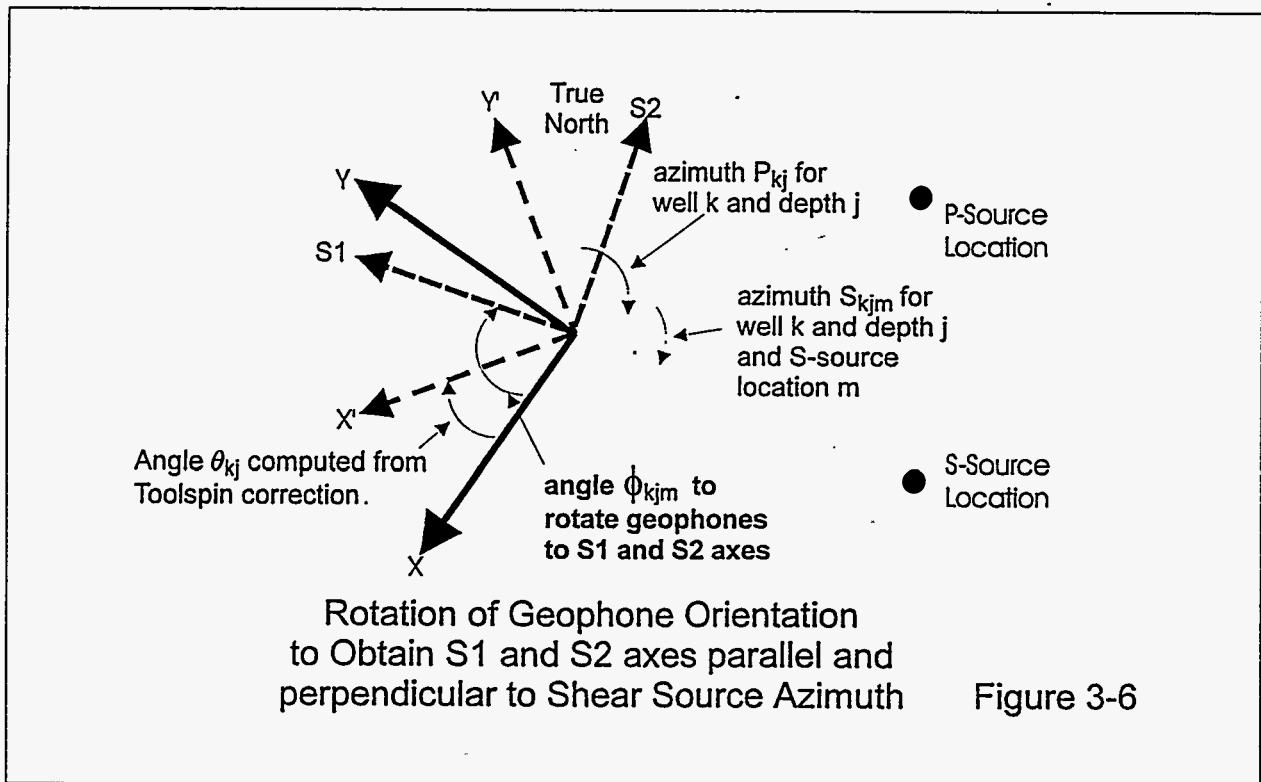 Y'
True
North
S2
azimuth Pkj for
well k and depth j
Y
P-Source
Location
S1
azimuth Skjm for
well k and depth j
and S-source
location m
X'
Angle θkj computed from
Toolspin correction.
S-Source
Location
angle ϕkjm to
rotate geophones
to S1 and S2 axes
X
Rotation of Geophone Orientation
to Obtain S1 and S2 axes parallel and
perpendicular to Shear Source Azimuth
Figure 3-6